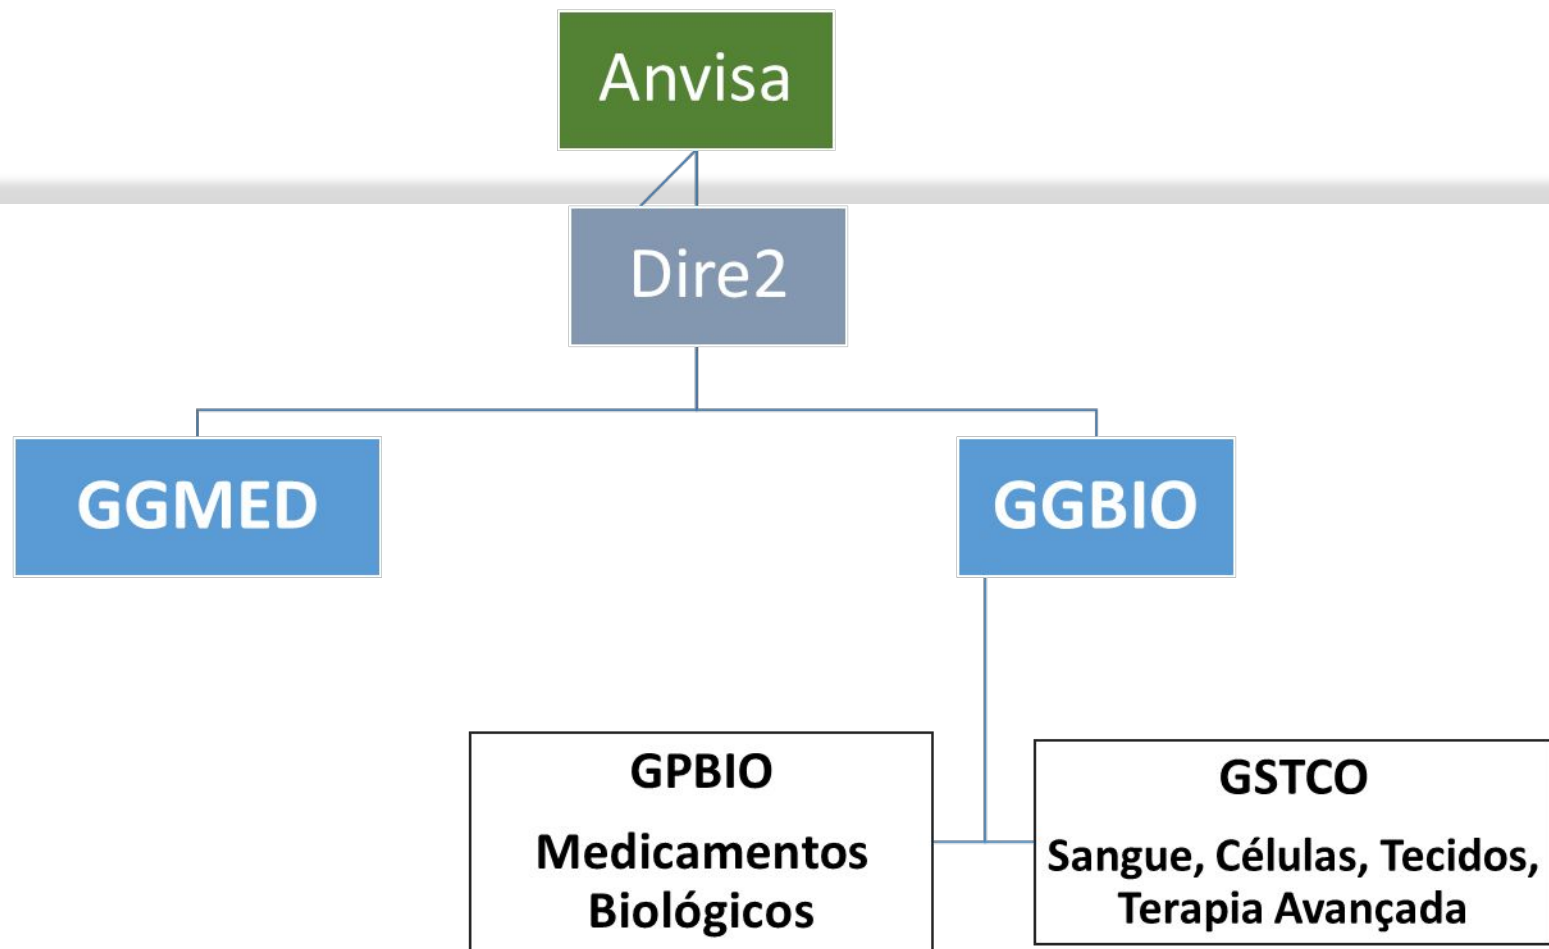 Anvisa
Dire2
GGMED
GGBIO
GPBIO
Medicamentos
Biológicos
GSTCO
Sangue, Células, Tecidos,
Terapia Avançada